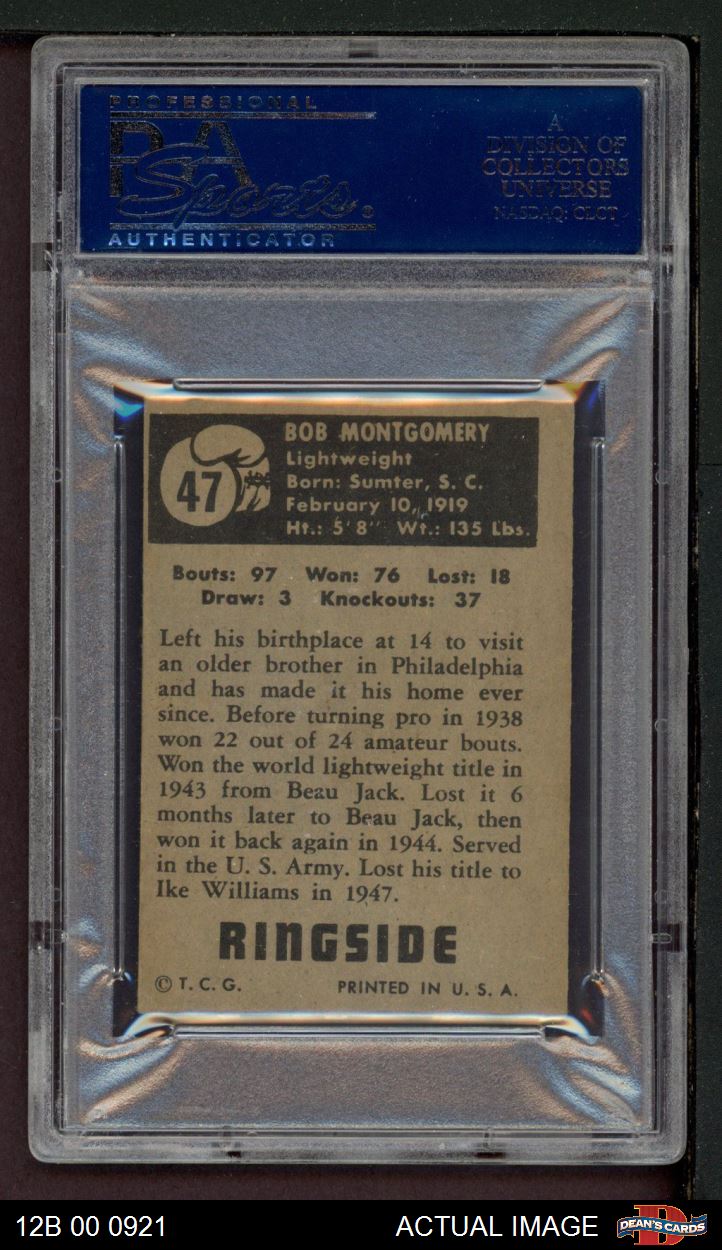 PROFESSIONAL
PSA
Sports®
AUTHENTICATOR
A
DIVISION OF
COLLECTORS
UNIVERSE
NASDAQ: CLCT
47
BOB MONTGOMERY
Lightweight
Born: Sumter, S. C.
February 10, 1919
Ht.: 5'8" Wt.: 135 Lbs.
Bouts: 97 Won: 76 Lost: 18
Draw: 3 Knockouts: 37
Left his birthplace at 14 to visit
an older brother in Philadelphia
and has made it his home ever
since. Before turning pro in 1938
won 22 out of 24 amateur bouts.
Won the world lightweight title in
1943 from Beau Jack. Lost it 6
months later to Beau Jack, then
won it back again in 1944. Served
in the U. S. Army. Lost his title to
Ike Williams in 1947.
RINGSIDE
© T. C. G. PRINTED IN U. S. A.
12B 00 0921 ACTUAL IMAGE DEAN'S CARDS